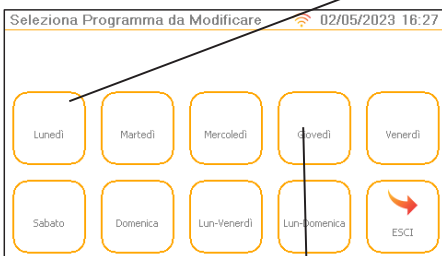 Seleziona Programma da Modificare 02/05/2023 16:27
Lunedì Martedì Mercoledì Giovedì Venerdì
Sabato Domenica Lun-Venerdì Lun-Domenica ESCI